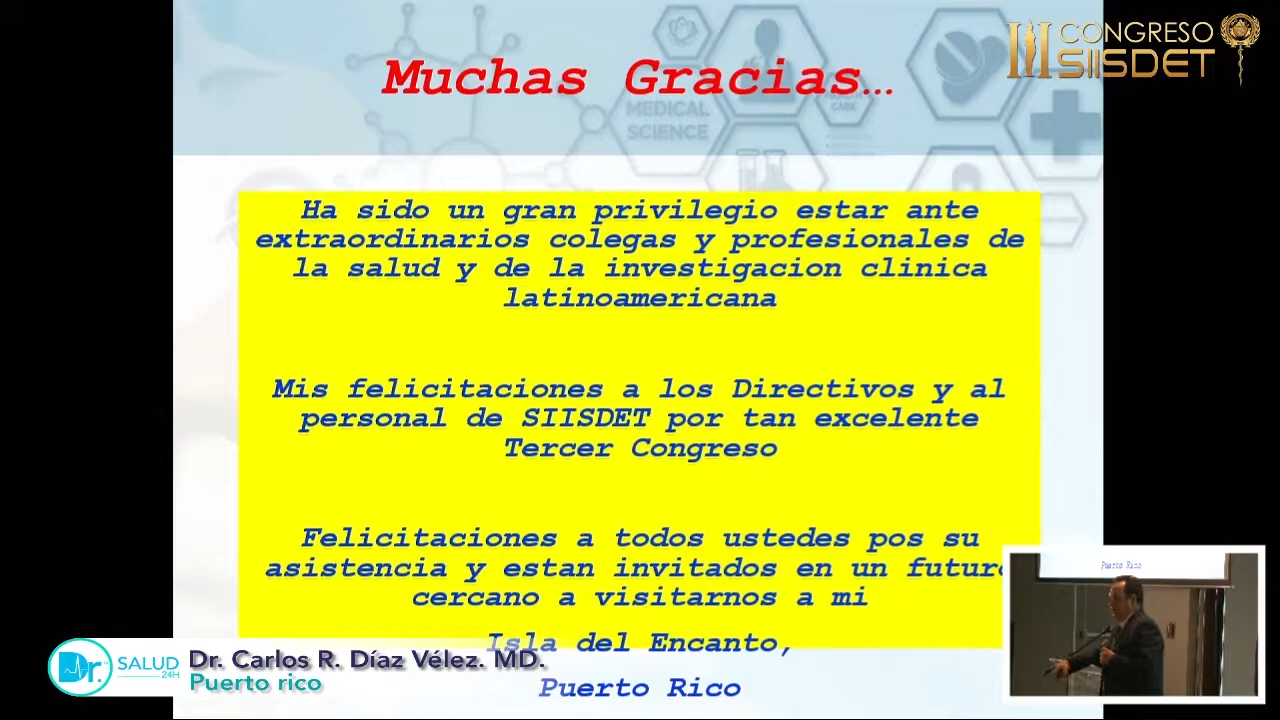 III CONGRESO
SIISDET
Muchas Gracias…
MEDICAL
SCIENCE
CARE
Ha sido un gran privilegio estar ante
extraordinarios colegas y profesionales de
la salud y de la investigacion clinica
latinoamericana
Mis felicitaciones a los Directivos y al
personal de SIISDET por tan excelente
Tercer Congreso
Felicitaciones a todos ustedes pos su
asistencia y estan invitados en un futuro
cercano a visitarnos a mi
Isla del Encanto,
Puerto Rico
Puerto Rico
Dr. SALUD
24H
Dr. Carlos R. Díaz Vélez. MD.
Puerto rico